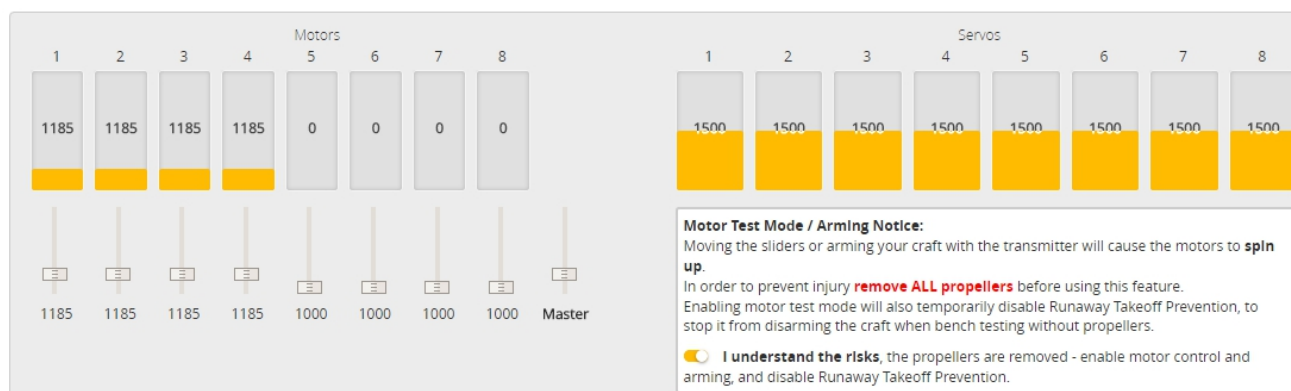 Motors
Servos
1 2 3 4 5 6 7 8
1 2 3 4 5 6 7 8
1185 1185 1185 1185 0 0 0 0
1500 1500 1500 1500 1500 1500 1500 1500
1185 1185 1185 1185 1000 1000 1000 1000 Master
Motor Test Mode / Arming Notice:
Moving the sliders or arming your craft with the transmitter will cause the motors to spin
up.
In order to prevent injury remove ALL propellers before using this feature.
Enabling motor test mode will also temporarily disable Runaway Takeoff Prevention, to
stop it from disarming the craft when bench testing without propellers.
I understand the risks, the propellers are removed - enable motor control and
arming, and disable Runaway Takeoff Prevention.